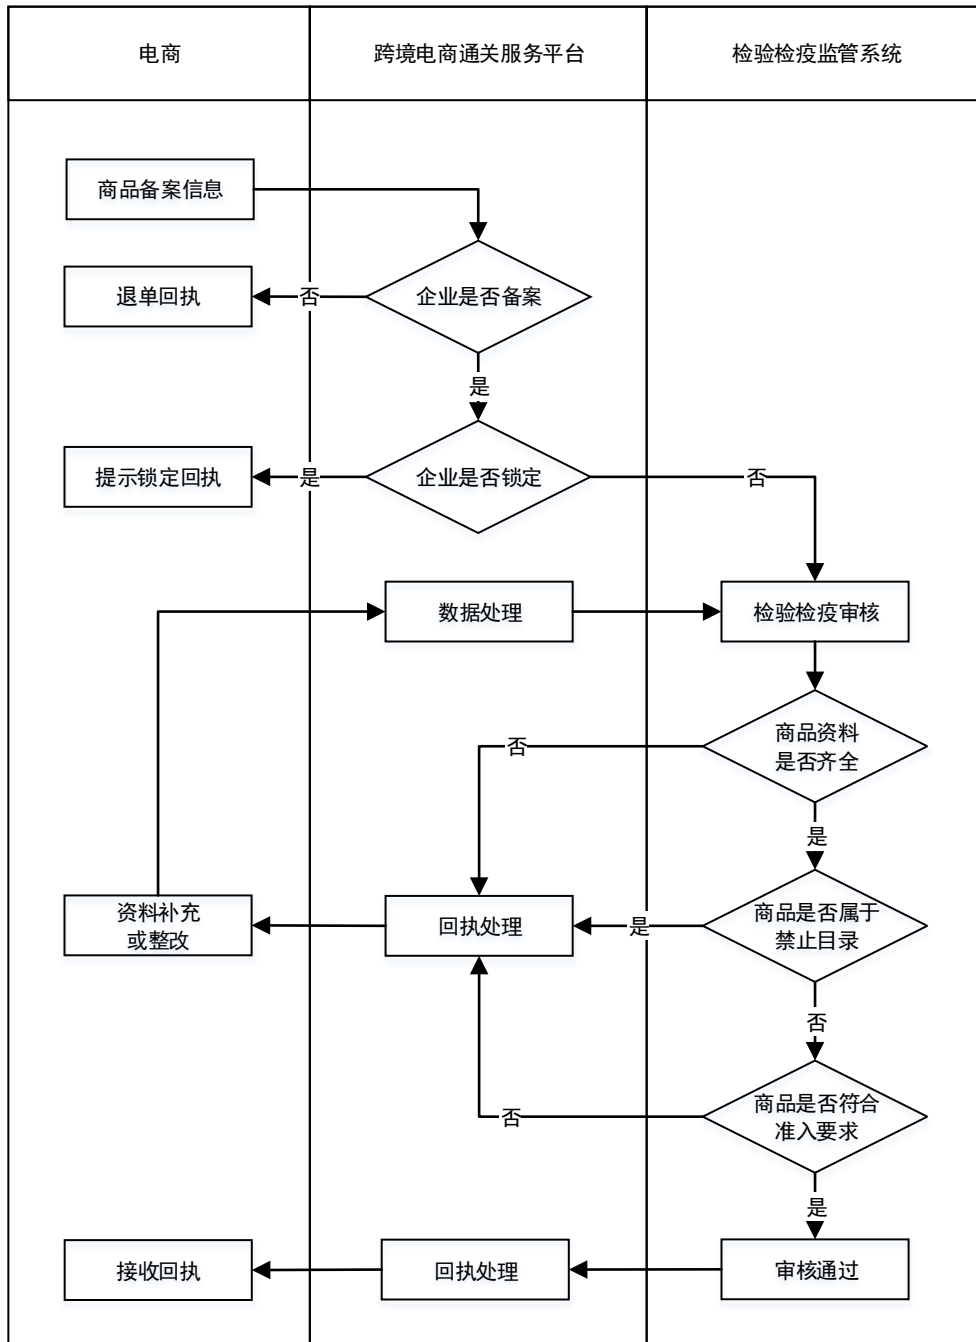 电商
跨境电商通关服务平台
检验检疫监管系统
商品备案信息
退单回执
否
企业是否备案
是
提示锁定回执
是
企业是否锁定
否
数据处理
检验检疫审核
否
商品资料
是否齐全
是
资料补充
或整改
回执处理
是
商品是否属于
禁止目录
否
否
商品是否符合
准入要求
是
接收回执
回执处理
审核通过